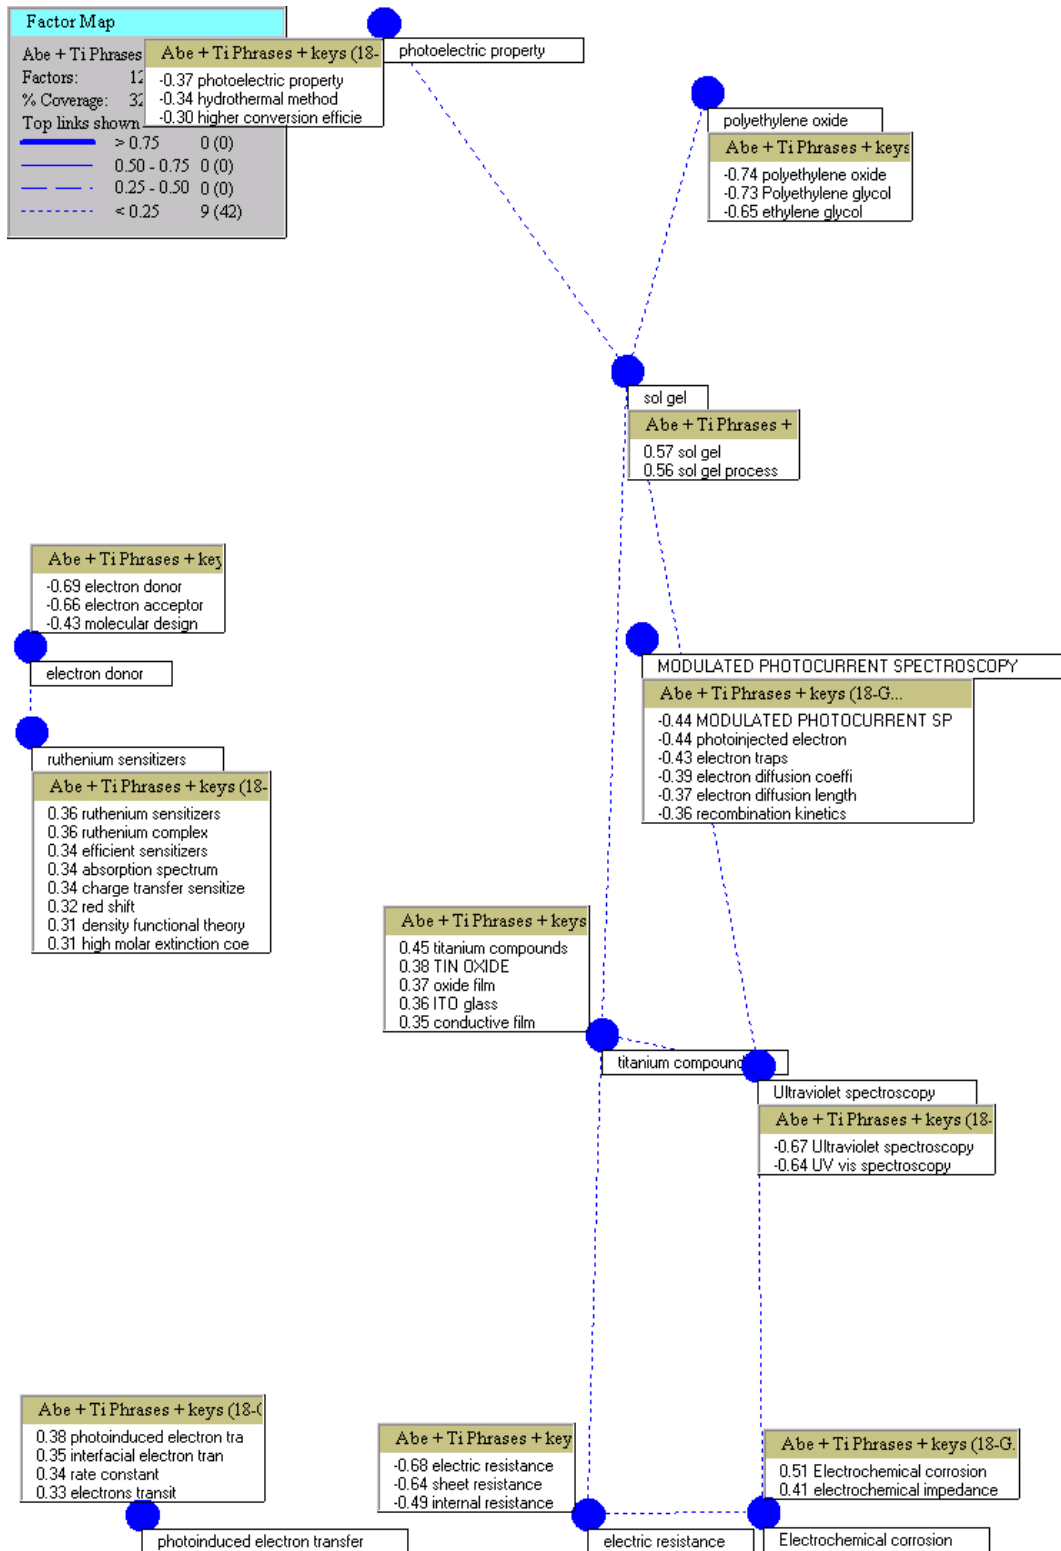 Factor Map
Abe + Ti Phrases
Factors: 12
% Coverage: 32
Top links shown
> 0.75 0 (0)
0.50 - 0.75 0 (0)
0.25 - 0.50 0 (0)
< 0.25 9 (42)
Abe + Ti Phrases + keys (18-
-0.37 photoelectric property
-0.34 hydrothermal method
-0.30 higher conversion efficie
photoelectric property
polyethylene oxide
Abe + Ti Phrases + keys
-0.74 polyethylene oxide
-0.73 Polyethylene glycol
-0.65 ethylene glycol
sol gel
Abe + Ti Phrases +
0.57 sol gel
0.56 sol gel process
Abe + Ti Phrases + key
-0.69 electron donor
-0.66 electron acceptor
-0.43 molecular design
electron donor
ruthenium sensitizers
Abe + Ti Phrases + keys (18-
0.36 ruthenium sensitizers
0.36 ruthenium complex
0.34 efficient sensitizers
0.34 absorption spectrum
0.34 charge transfer sensitize
0.32 red shift
0.31 density functional theory
0.31 high molar extinction coe
MODULATED PHOTOCURRENT SPECTROSCOPY
Abe + Ti Phrases + keys (18-G...
-0.44 MODULATED PHOTOCURRENT SP
-0.44 photoinjected electron
-0.43 electron traps
-0.39 electron diffusion coeffi
-0.37 electron diffusion length
-0.36 recombination kinetics
Abe + Ti Phrases + keys
0.45 titanium compounds
0.38 TIN OXIDE
0.37 oxide film
0.36 ITO glass
0.35 conductive film
titanium compound
Ultraviolet spectroscopy
Abe + Ti Phrases + keys (18-
-0.67 Ultraviolet spectroscopy
-0.64 UV vis spectroscopy
Abe + Ti Phrases + keys (18-(
0.38 photoinduced electron tra
0.35 interfacial electron tran
0.34 rate constant
0.33 electrons transit
photoinduced electron transfer
Abe + Ti Phrases + key
-0.68 electric resistance
-0.64 sheet resistance
-0.49 internal resistance
electric resistance
Abe + Ti Phrases + keys (18-G.
0.51 Electrochemical corrosion
0.41 electrochemical impedance
Electrochemical corrosion